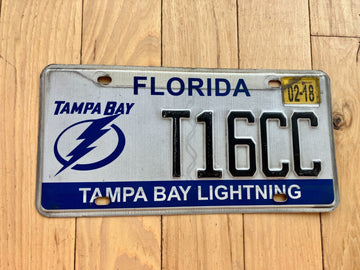 FLORIDA
02-18
TAMPA BAY
T16CC
TAMPA BAY LIGHTNING